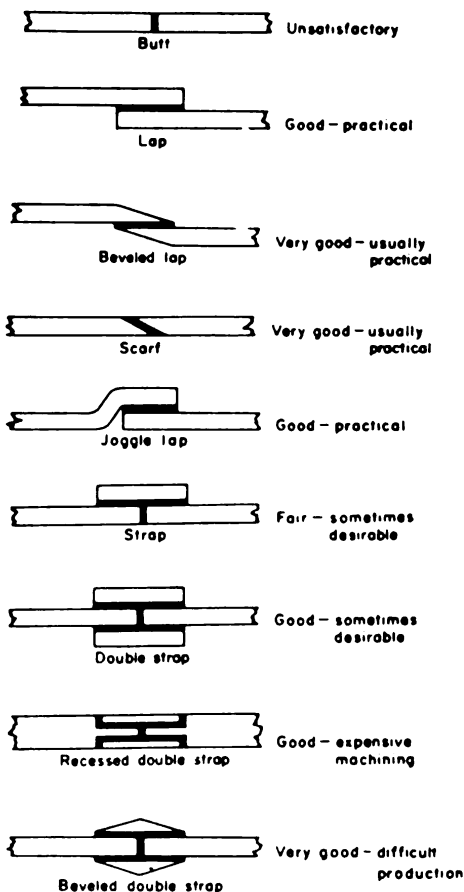 Butt
Unsatisfactory
Lap
Good – practical
Beveled lap
Very good – usually
practical
Scarf
Very good – usually
practical
Joggle lap
Good – practical
Strap
Fair – sometimes
desirable
Double strap
Good – sometimes
desirable
Recessed double strap
Good – expensive
machining
Beveled double strap
Very good – difficult
production